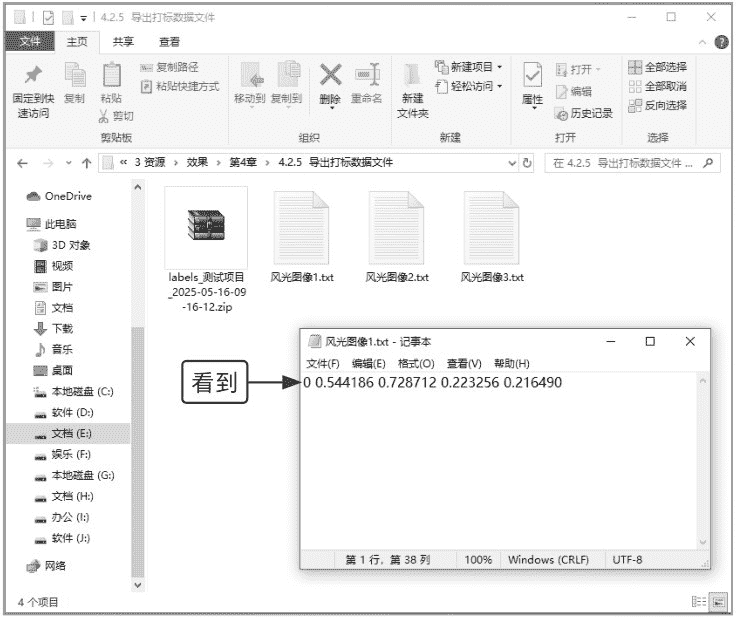 4.2.5 导出打标数据文件
文件 主页 共享 查看
固定到快速访问
复制
粘贴
复制路径
粘贴快捷方式
剪切
剪贴板
移动到
复制到
删除
重命名
组织
新建
文件夹
新建项目
轻松访问
新建
属性
打开
编辑
历史记录
打开
全部选择
全部取消
反向选择
选择
« 3 资源 › 效果 › 第4章 › 4.2.5 导出打标数据文件
在 4.2.5 导出打标数据文件 ...
OneDrive
此电脑
3D 对象
视频
图片
文档
下载
音乐
桌面
本地磁盘 (C:)
软件 (D:)
文档 (E:)
娱乐 (F:)
本地磁盘 (G:)
文档 (H:)
办公 (I:)
软件 (J:)
网络
labels_测试项目
_2025-05-16-09
-16-12.zip
风光图像1.txt
风光图像2.txt
风光图像3.txt
风光图像1.txt - 记事本
文件(F) 编辑(E) 格式(O) 查看(V) 帮助(H)
看到
0 0.544186 0.728712 0.223256 0.216490
第 1 行，第 38 列 100% Windows (CRLF) UTF-8
4 个项目